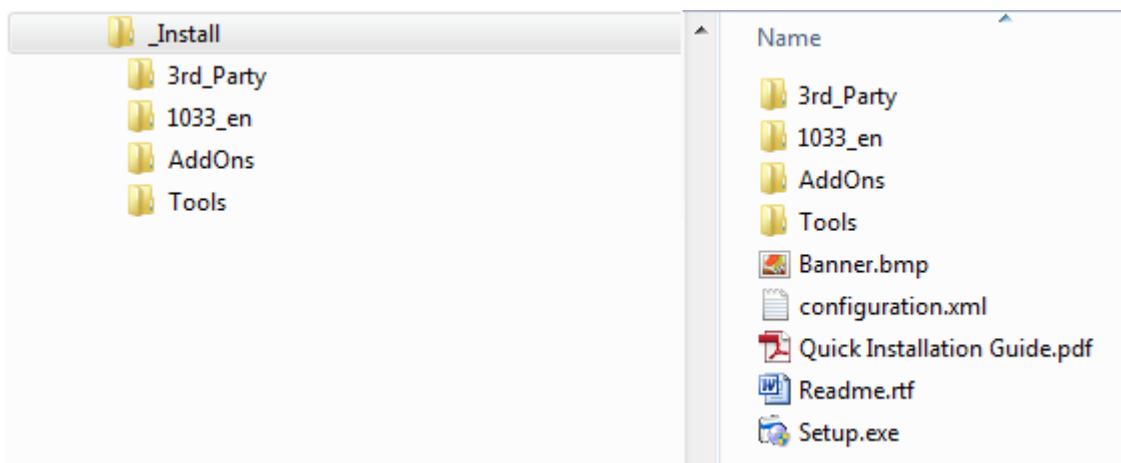 _Install
3rd_Party
1033_en
AddOns
Tools
Name
3rd_Party
1033_en
AddOns
Tools
Banner.bmp
configuration.xml
Quick Installation Guide.pdf
Readme.rtf
Setup.exe